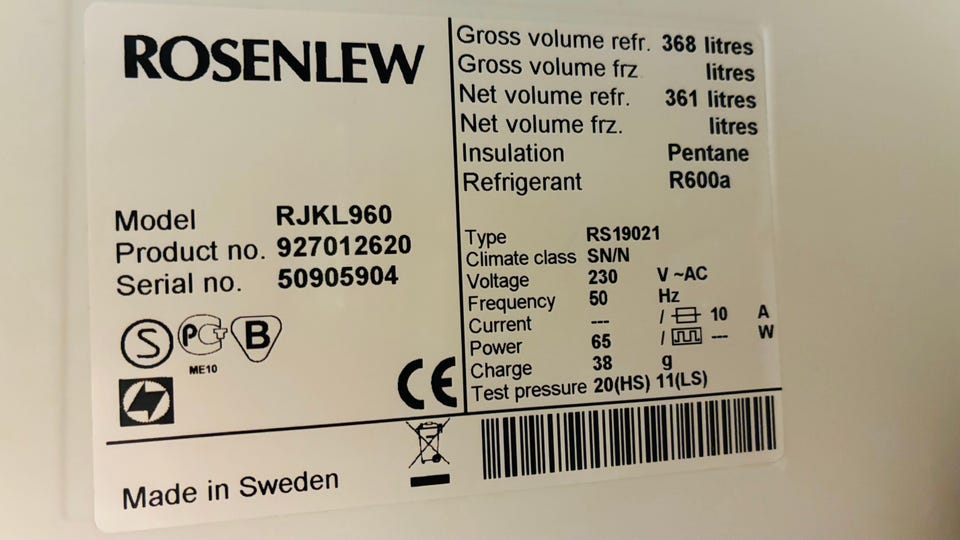 ROSENLEW
Model RJKL960
Product no. 927012620
Serial no. 50905904
S PCT B
ME10
CE
Made in Sweden
Gross volume refr. 368 litres
Gross volume frz litres
Net volume refr. 361 litres
Net volume frz. litres
Insulation Pentane
Refrigerant R600a
Type RS19021
Climate class SN/N
Voltage 230 V ~AC
Frequency 50 Hz
Current --- / 10 A
Power 65 / --- W
Charge 38 g
Test pressure 20(HS) 11(LS)